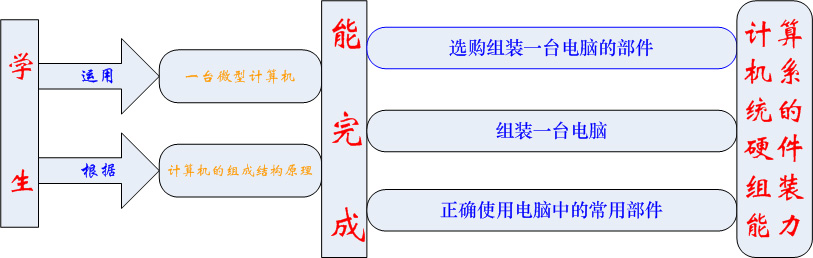 学生
运用
一台微型计算机
根据
计算机的组成结构原理
能完成
选购组装一台电脑的部件
组装一台电脑
正确使用电脑中的常用部件
计算
机系
统的
硬件
组装
能力